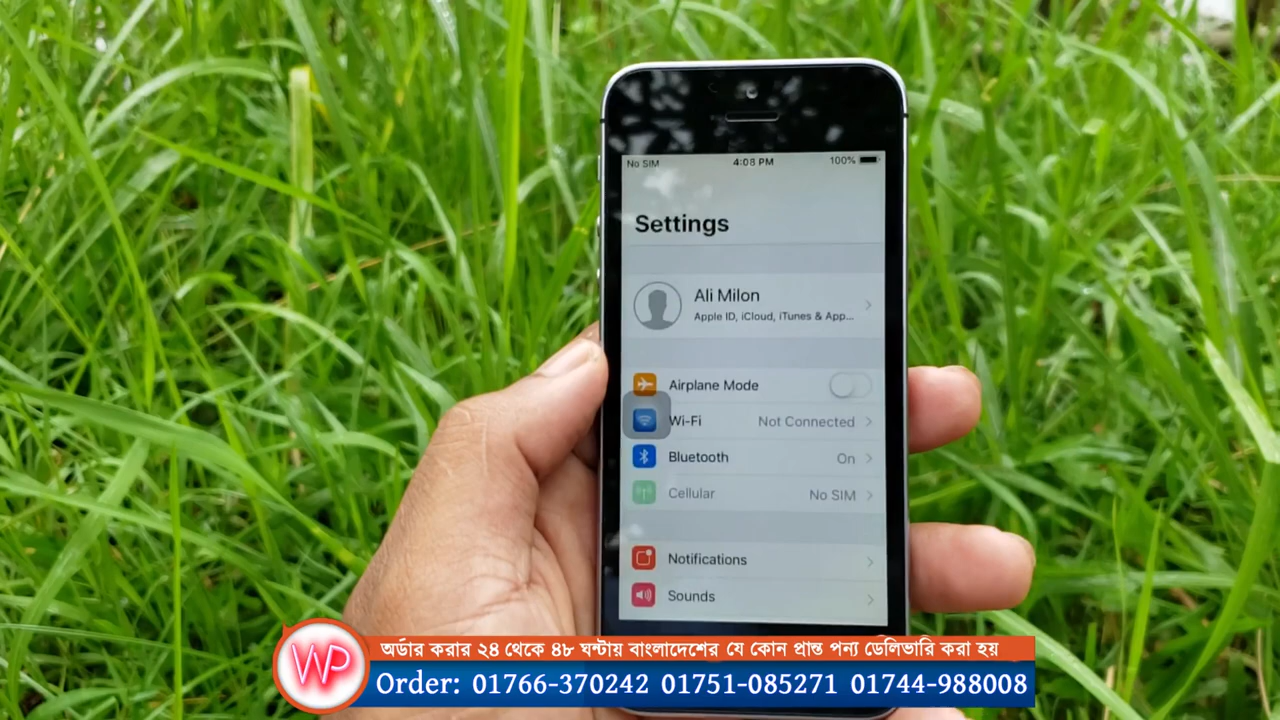 No SIM 4:08 PM 100%
Settings
Ali Milon
Apple ID, iCloud, iTunes & App...
Airplane Mode
Wi-Fi Not Connected
Bluetooth On
Cellular No SIM
Notifications
Sounds
WP
অর্ডার করার ২৪ থেকে ৪৮ ঘন্টায় বাংলাদেশের যে কোন প্রান্ত পন্য ডেলিভারি করা হয়
Order: 01766-370242 01751-085271 01744-988008